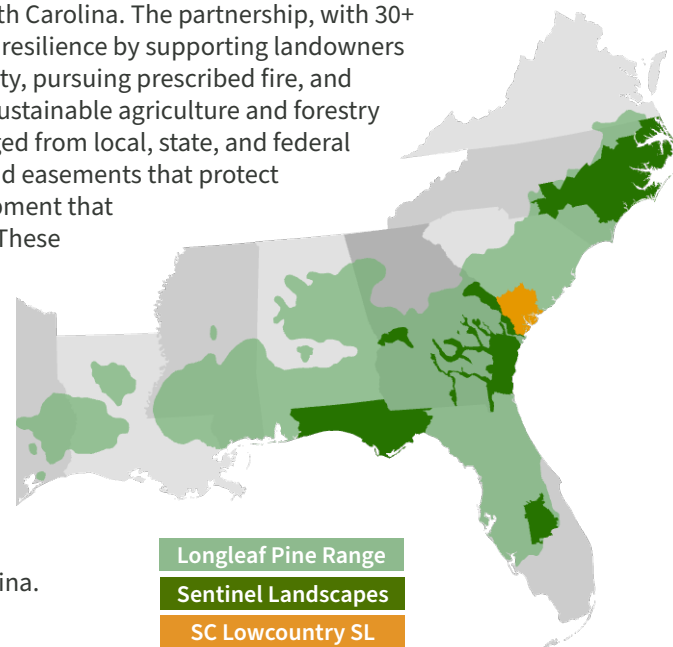 th Carolina. The partnership, with 30+
resilience by supporting landowners
ty, pursuing prescribed fire, and
ustainable agriculture and forestry
ged from local, state, and federal
d easements that protect
pment that
These
ina.
Longleaf Pine Range
Sentinel Landscapes
SC Lowcountry SL